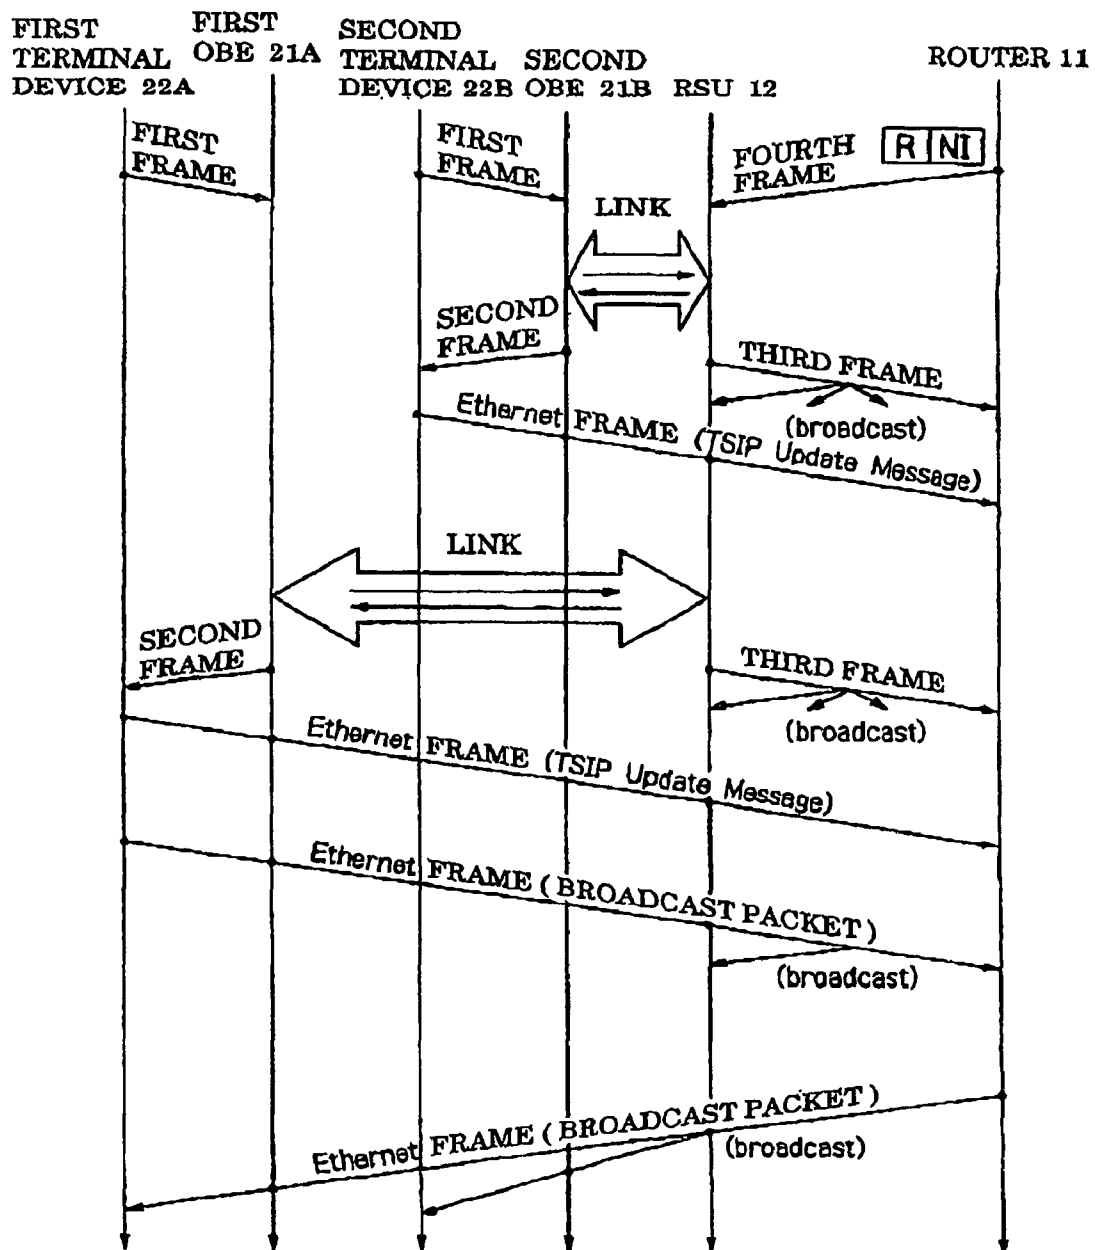 FIRST
TERMINAL
DEVICE 22A
FIRST
OBE 21A
SECOND
TERMINAL
DEVICE 22B
SECOND
OBE 21B
RSU 12
ROUTER 11
FIRST
FRAME
FIRST
FRAME
FOURTH
FRAME
R NI
LINK
SECOND
FRAME
THIRD FRAME
(broadcast)
Ethernet FRAME (TSIP Update Message)
LINK
SECOND
FRAME
THIRD FRAME
(broadcast)
Ethernet FRAME (TSIP Update Message)
Ethernet FRAME (BROADCAST PACKET)
(broadcast)
Ethernet FRAME (BROADCAST PACKET)
(broadcast)